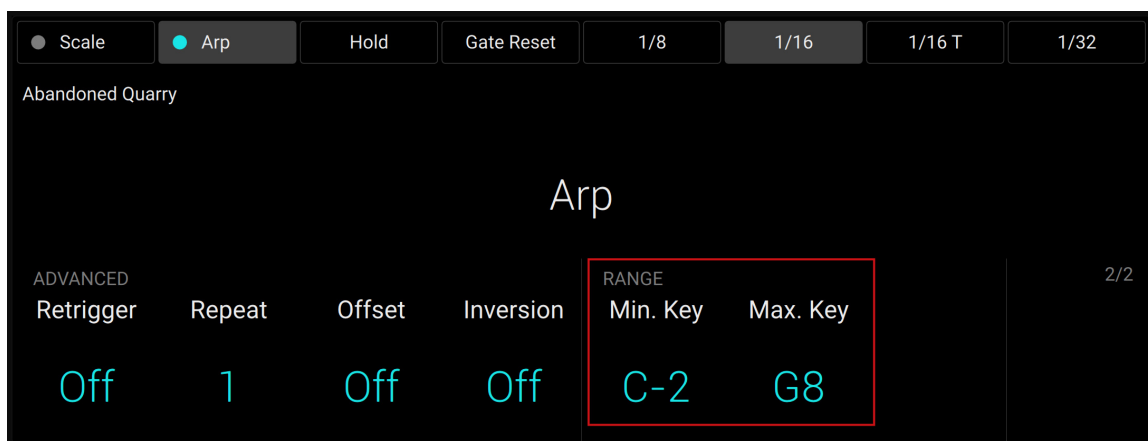 Scale Arp Hold Gate Reset 1/8 1/16 1/16 T 1/32
Abandoned Quarry
Arp
ADVANCED RANGE 2/2
Retrigger Repeat Offset Inversion Min. Key Max. Key
Off 1 Off Off C-2 G8